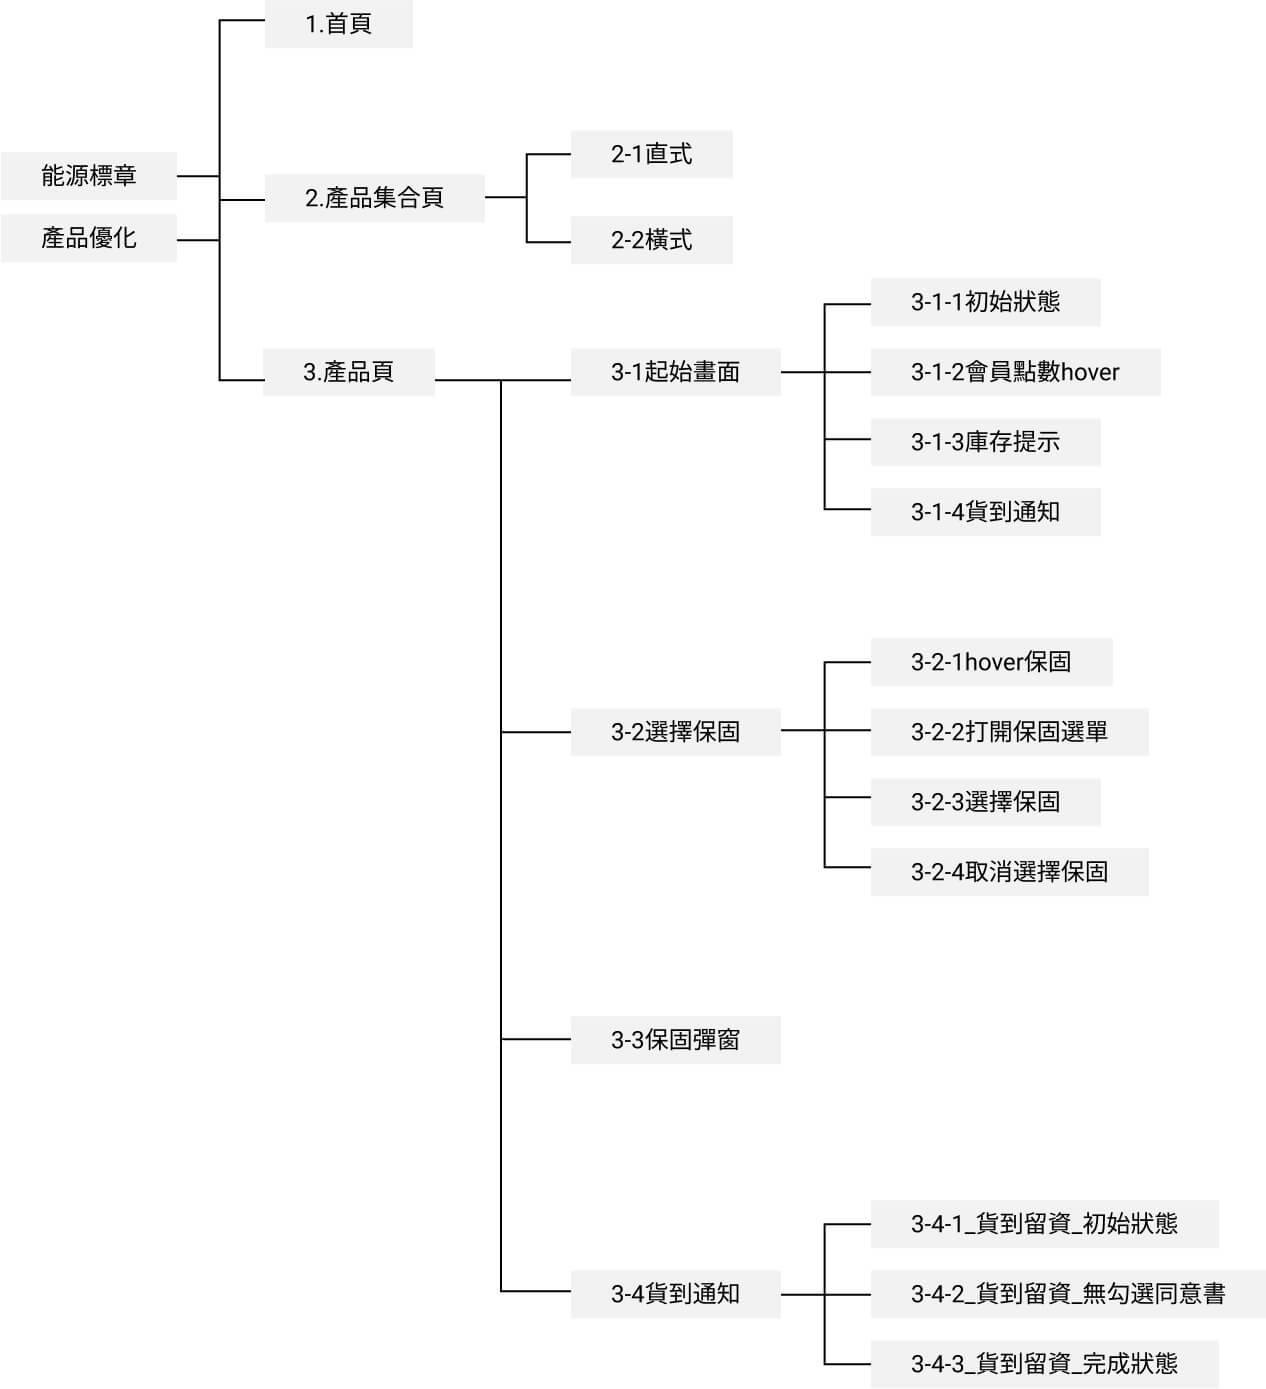 1.首頁
能源標章
產品優化
2.產品集合頁
2-1直式
2-2橫式
3.產品頁
3-1起始畫面
3-1-1初始狀態
3-1-2會員點數hover
3-1-3庫存提示
3-1-4貨到通知
3-2選擇保固
3-2-1hover保固
3-2-2打開保固選單
3-2-3選擇保固
3-2-4取消選擇保固
3-3保固彈窗
3-4貨到通知
3-4-1_貨到留資_初始狀態
3-4-2_貨到留資_無勾選同意書
3-4-3_貨到留資_完成狀態